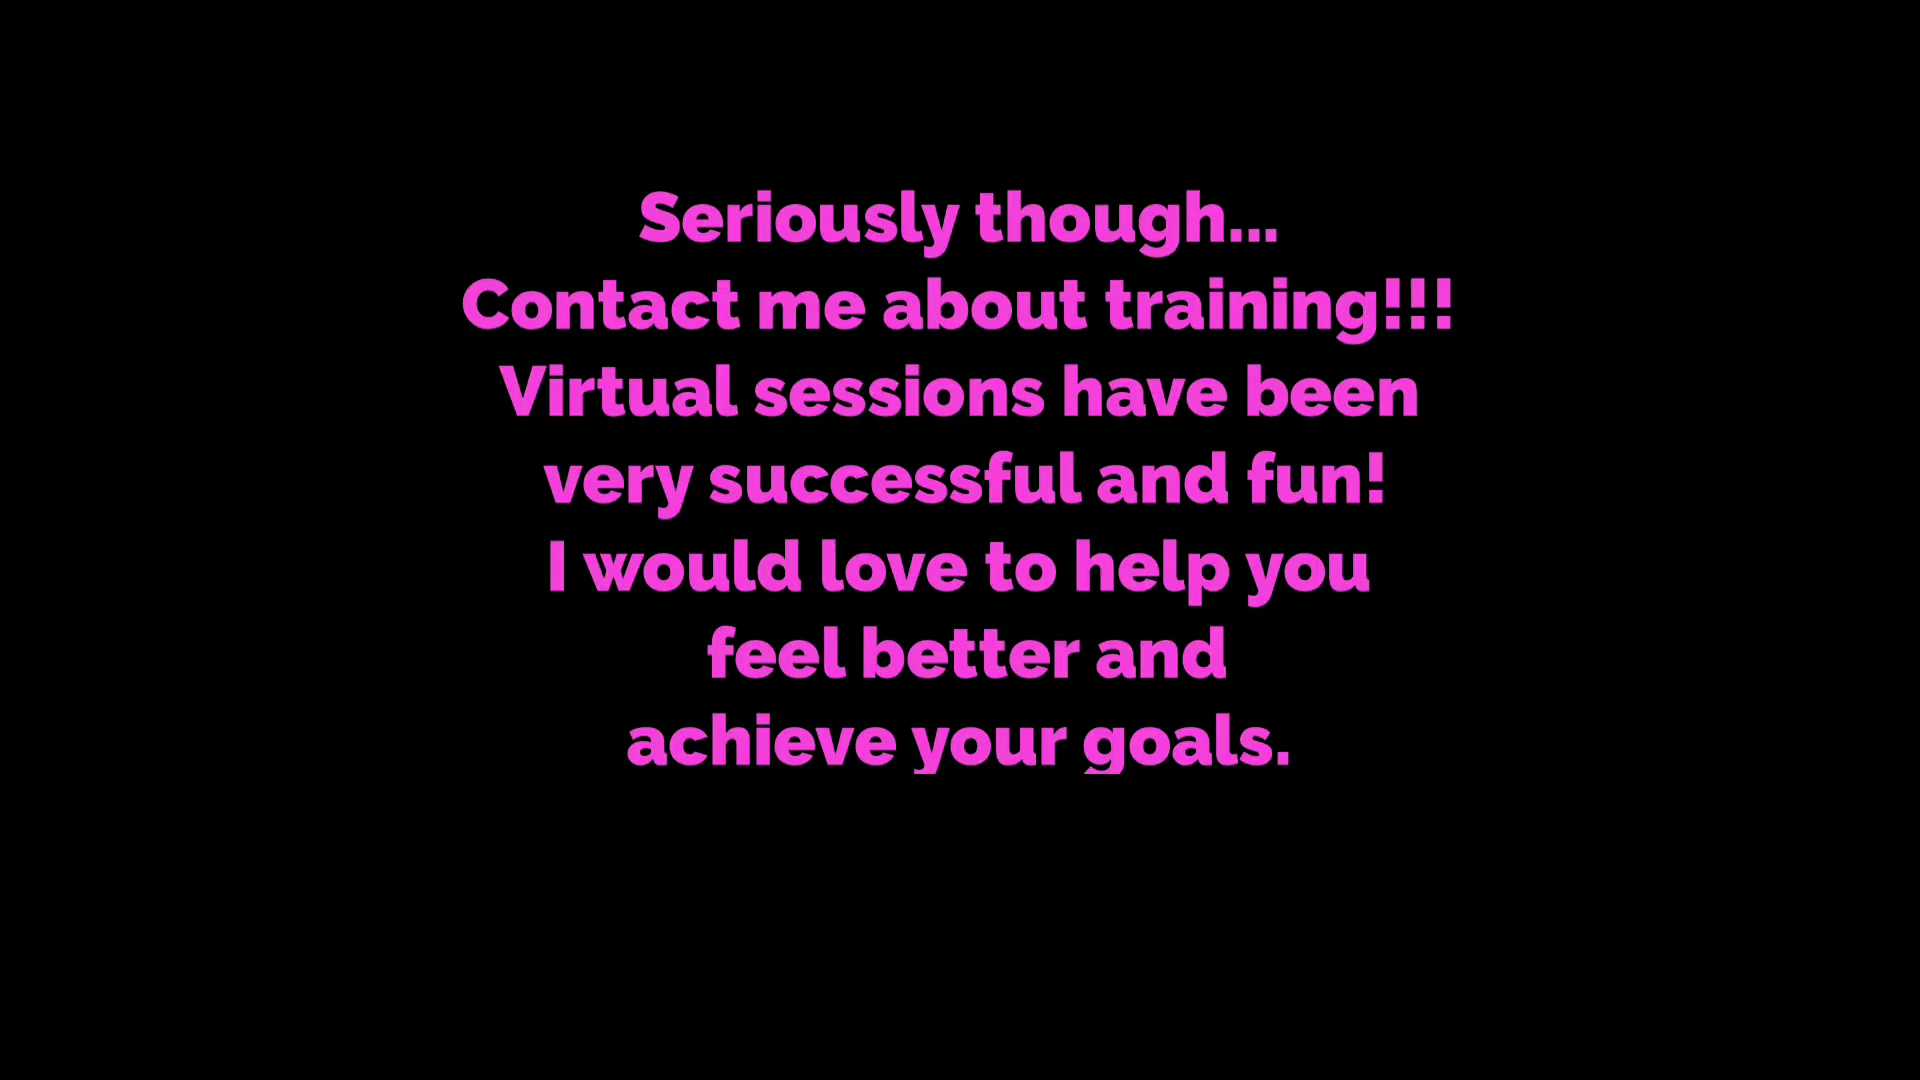 Seriously though...
Contact me about training!!!
Virtual sessions have been
very successful and fun!
I would love to help you
feel better and
achieve your goals.